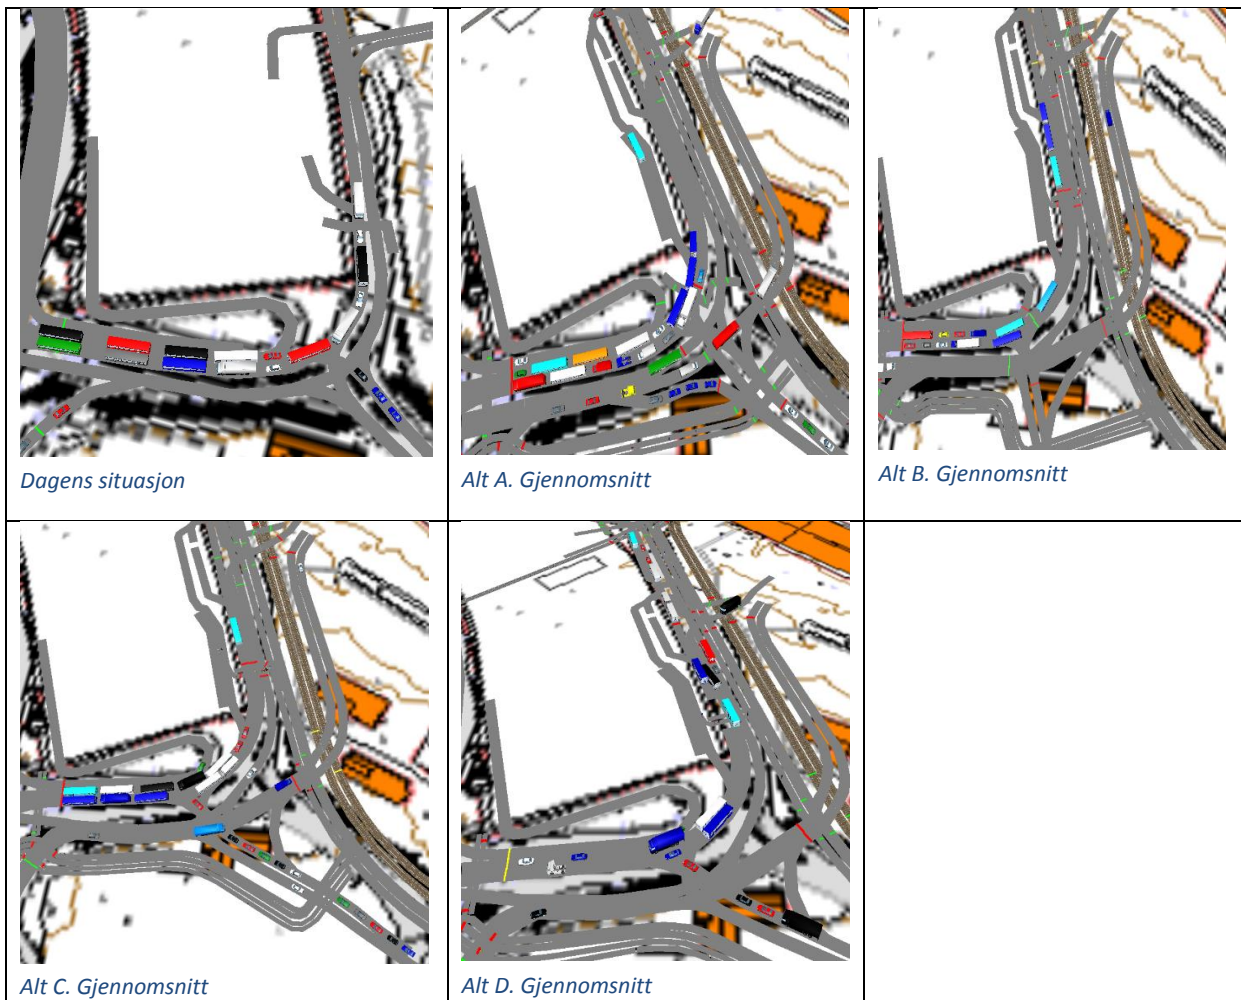 Dagens situasjon
Alt A. Gjennomsnitt
Alt B. Gjennomsnitt
Alt C. Gjennomsnitt
Alt D. Gjennomsnitt